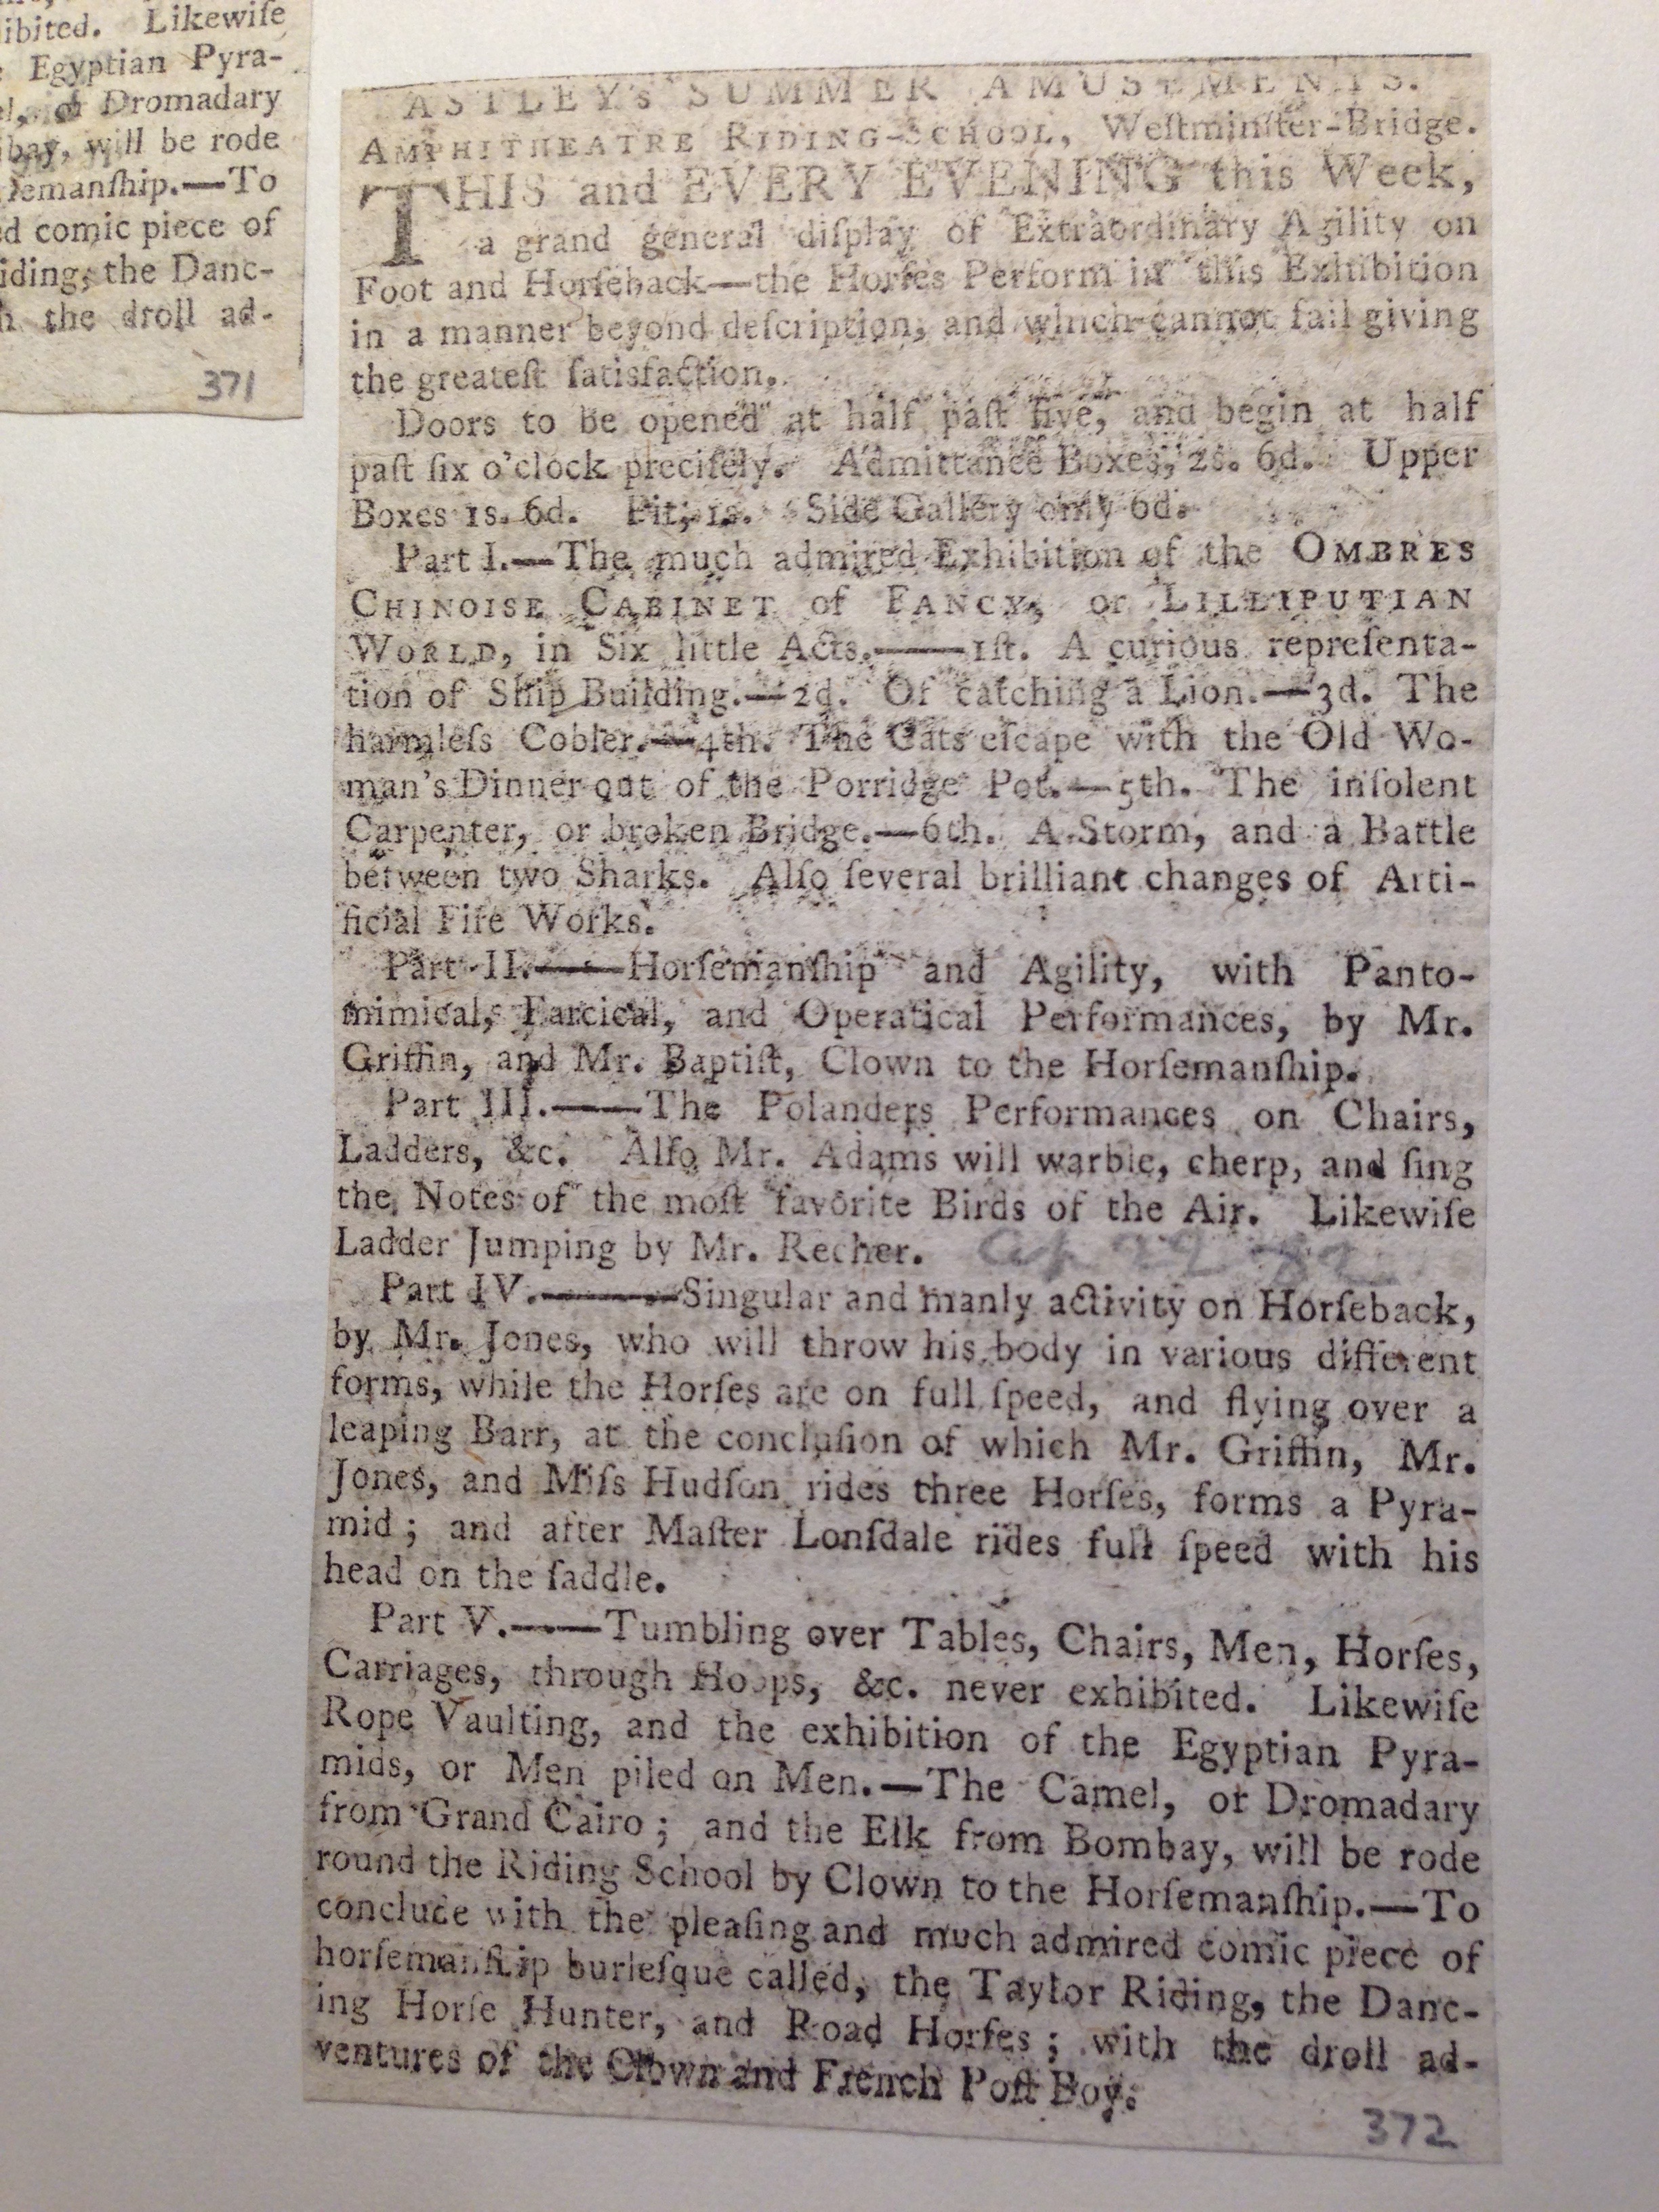 ibited. Likewiſe
Egyptian Pyra-
Dromadary
bay, will be rode
ſemanſhip.—To
ed comic piece of
iding, the Danc-
h the droll ad-
371
ASTLEY's SUMMER AMUSEMENTS.
AMPHITHEATRE RIDING-SCHOOL, Weſtminſter-Bridge.
THIS and EVERY EVENING this Week,
a grand general diſplay of Extraordinary Agility on
Foot and Horſeback—the Horſes Perform in this Exhibition
in a manner beyond deſcription, and which cannot fail giving
the greateſt ſatisfaction.
Doors to be opened at half paſt five, and begin at half
paſt ſix o'clock preciſely. Admittance Boxes, 2s. 6d. Upper
Boxes 1s. 6d. Pit, 1s. Side Gallery only 6d.
Part I.—The much admired Exhibition of the OMBRES
CHINOISE CABINET of FANCY, or LILLIPUTIAN
WORLD, in Six little Acts.——1ſt. A curious repreſenta-
tion of Ship Building.—2d. Of catching a Lion.—3d. The
harmleſs Cobler.—4th. The Cats eſcape with the Old Wo-
man's Dinner out of the Porridge Pot.—5th. The inſolent
Carpenter, or broken Bridge.—6th. A Storm, and a Battle
between two Sharks. Alſo ſeveral brilliant changes of Arti-
ficial Fire Works.
Part II.——Horſemanſhip and Agility, with Panto-
mimical, Farcical, and Operatical Performances, by Mr.
Griffin, and Mr. Baptiſt, Clown to the Horſemanſhip.
Part III.——The Polanders Performances on Chairs,
Ladders, &c. Alſo Mr. Adams will warble, cherp, and ſing
the Notes of the moſt favorite Birds of the Air. Likewiſe
Ladder Jumping by Mr. Recher. Ap 22 82
Part IV.———Singular and manly activity on Horſeback,
by Mr. Jones, who will throw his body in various different
forms, while the Horſes are on full ſpeed, and flying over a
leaping Barr, at the concluſion of which Mr. Griffin, Mr.
Jones, and Miſs Hudſon rides three Horſes, forms a Pyra-
mid; and after Maſter Lonſdale rides full ſpeed with his
head on the ſaddle.
Part V.——Tumbling over Tables, Chairs, Men, Horſes,
Carriages, through Hoops, &c. never exhibited. Likewiſe
Rope Vaulting, and the exhibition of the Egyptian Pyra-
mids, or Men piled on Men.—The Camel, or Dromadary
from Grand Cairo; and the Elk from Bombay, will be rode
round the Riding School by Clown to the Horſemanſhip.—To
conclude with the pleaſing and much admired comic piece of
horſemanſhip burleſque called, the Taylor Riding, the Danc-
ing Horſe Hunter, and Road Horſes; with the droll ad-
ventures of the Clown and French Poſt Boy.
372